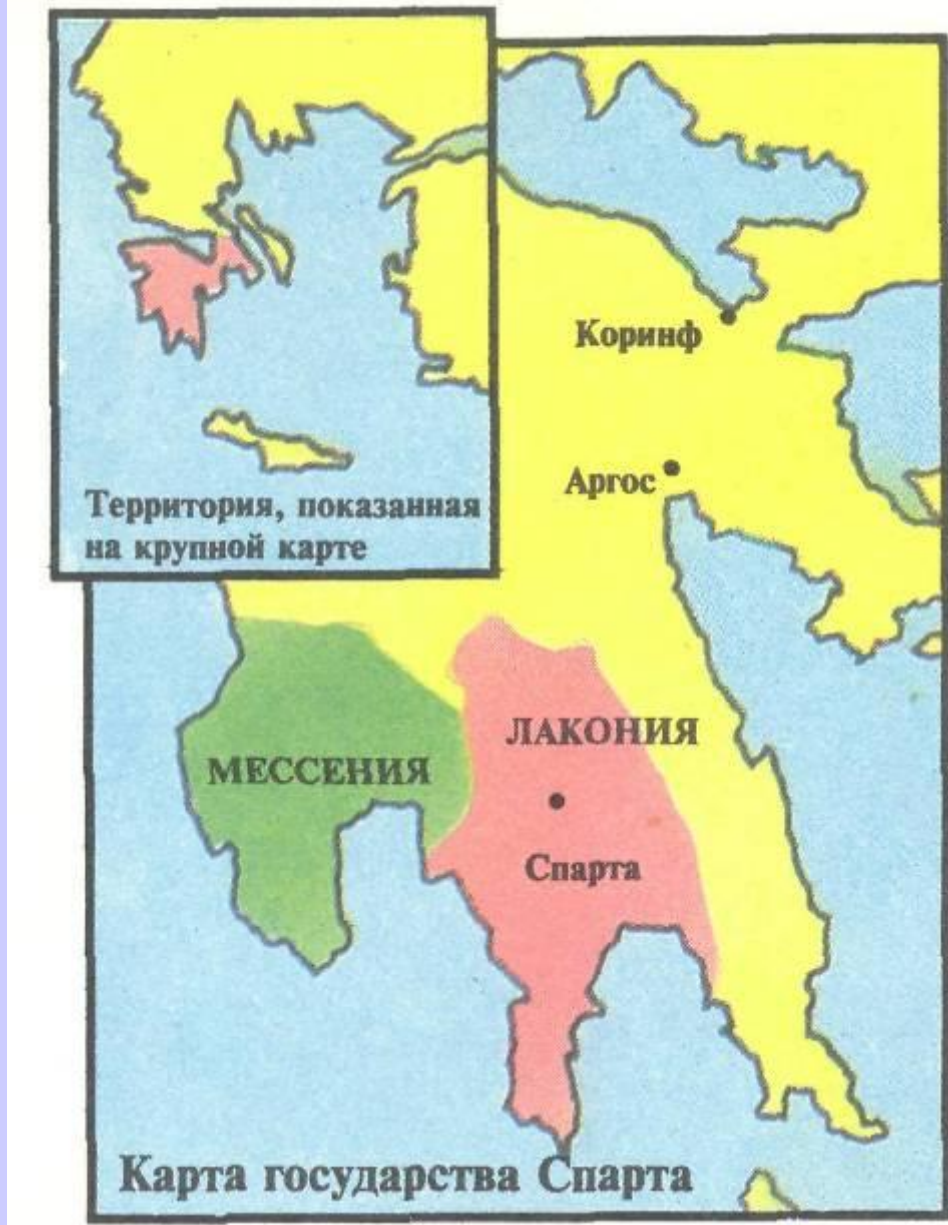 Территория, показанная
на крупной карте
Коринф
Аргос
ЛАКОНИЯ
МЕССЕНИЯ
Спарта
Карта государства Спарта